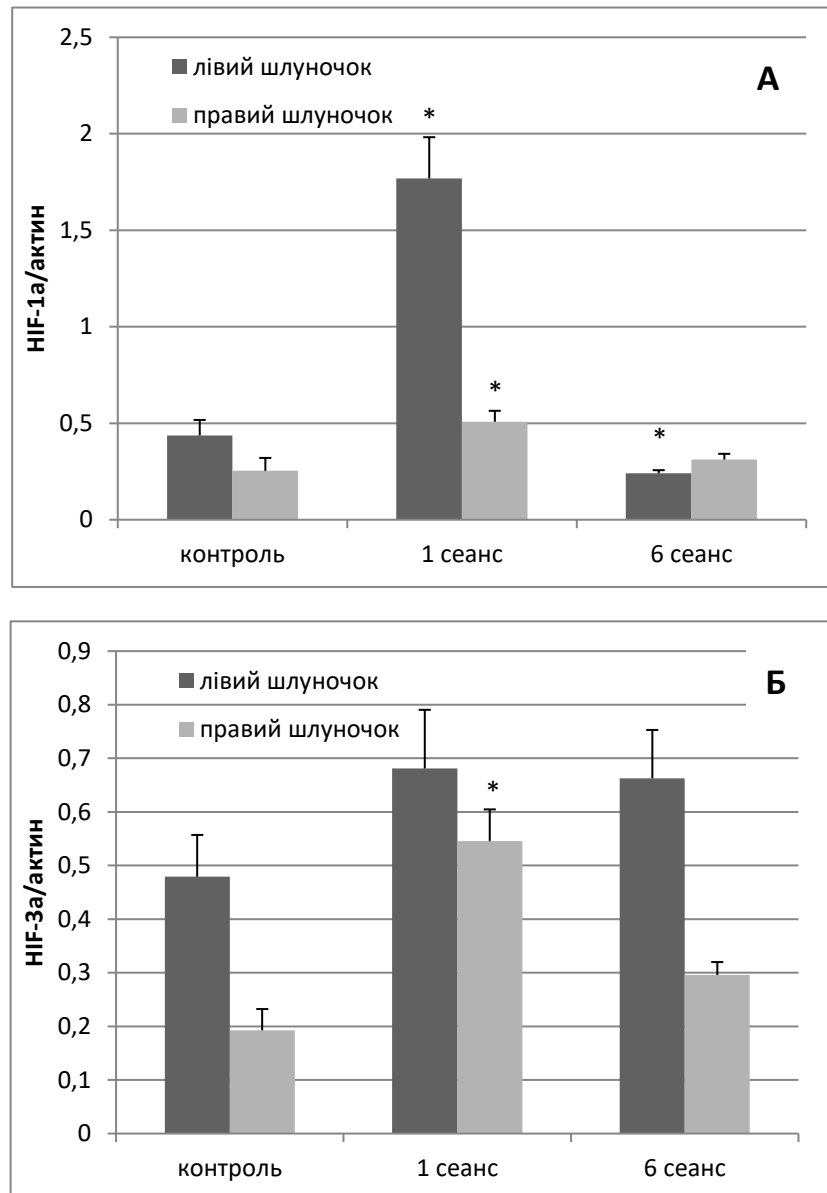 2,5
лівий шлуночок
А
правий шлуночок
*
2
1,5
HIF-1a/актин
1
*
0,5
*
0
контроль
1 сеанс
6 сеанс
0,9
лівий шлуночок
Б
0,8
правий шлуночок
0,7
*
0,6
0,5
HIF-3a/актин
0,4
0,3
0,2
0,1
0
контроль
1 сеанс
6 сеанс